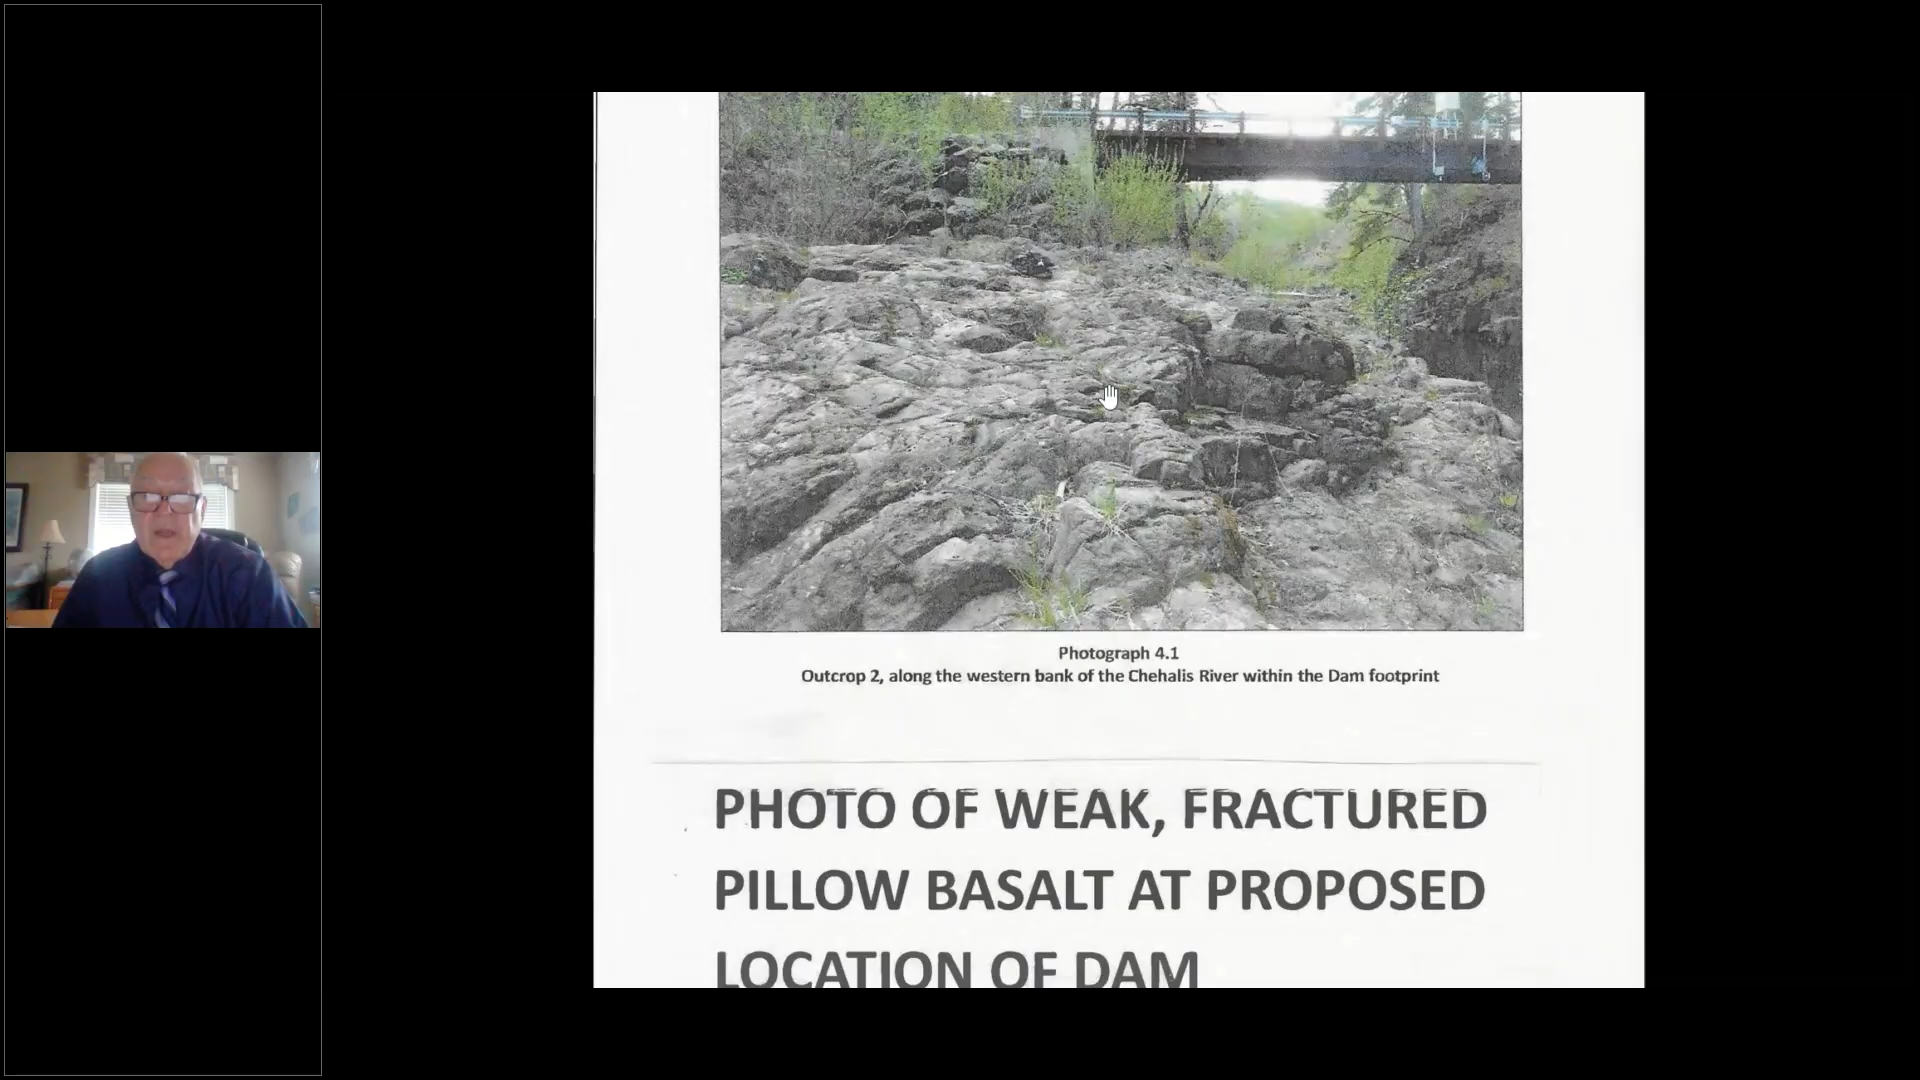 Photograph 4.1
Outcrop 2, along the western bank of the Chehalis River within the Dam footprint
PHOTO OF WEAK, FRACTURED
PILLOW BASALT AT PROPOSED
LOCATION OF DAM